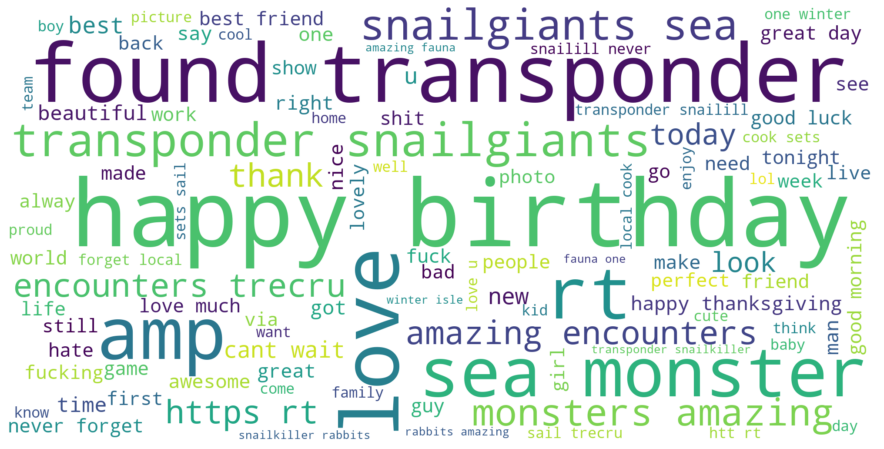 boy
picture
best friend
snailgiants sea
one winter
best
say
cool
one
great day
back
amazing fauna
snailill never
found transponder
team
show
u
see
beautiful
work
right
home
shit
transponder snailill
good luck
transponder snailgiants
today
cook sets
made
sets sail
thank
nice
lovely
well
photo
local cook
go
enjoy
need
tonight
lol
week
live
alway
happy birthday
proud
world
forget local
love
fuck
bad
love u
people
fauna one
make
look
good morning
encounters trecru
rt
perfect
friend
life
love much
got
winter isle
new
kid
happy thanksgiving
still
amp
via
want
amazing encounters
cute
think
man
hate
cant wait
transponder snailkiller
baby
fucking
game
awesome
great
come
family
sea monster
girl
know
time
first
https rt
guy
monsters amazing
never forget
snailkiller rabbits
rabbits amazing
sail trecru
htt rt
day